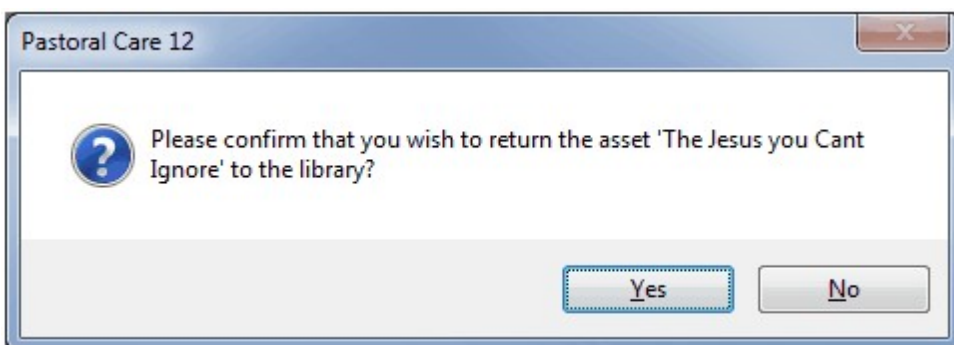 Pastoral Care 12
Please confirm that you wish to return the asset 'The Jesus you Cant
Ignore' to the library?
Yes
No